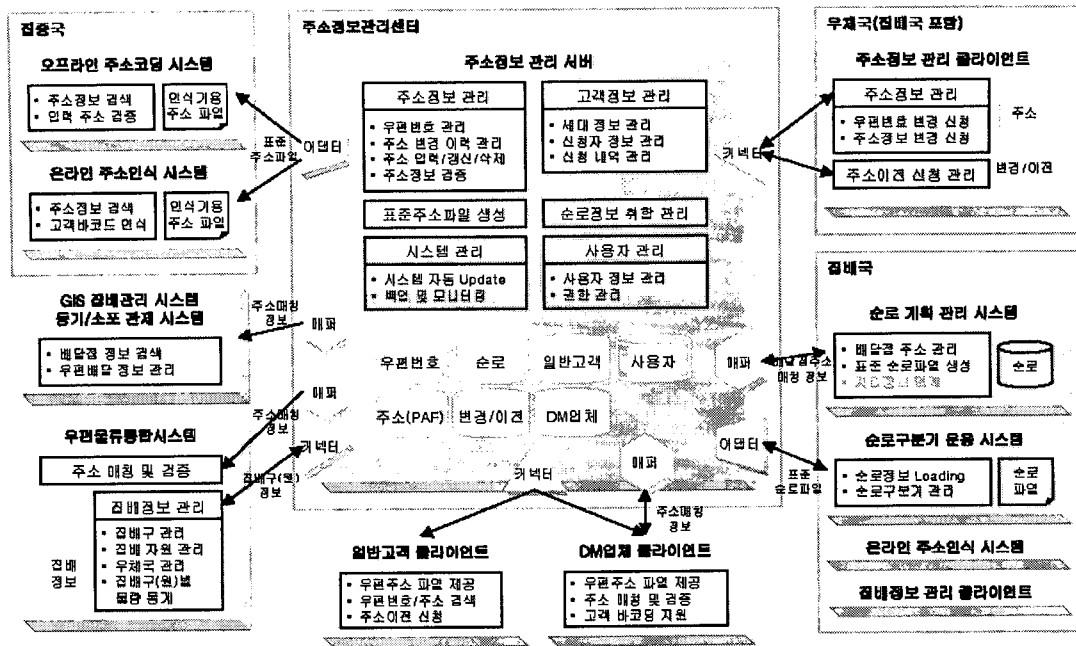 집중국
오프라인 주소코딩 시스템
• 주소정보 검색
• 입력 주소 검증
인식기용
주소 파일
온라인 주소인식 시스템
• 주소정보 검색
• 고객바코드 인식
인식기용
주소 파일
표준
주소파일
어댑터
주소정보관리센터
주소정보 관리 서버
주소정보 관리
• 우편번호 관리
• 주소 변경 이력 관리
• 주소 입력/갱신/삭제
• 주소정보 검증
고객정보 관리
• 세대 정보 관리
• 신청자 정보 관리
• 신청 내역 관리
표준주소파일 생성
순로정보 취합 관리
시스템 관리
• 시스템 자동 Update
• 백업 및 모니터링
사용자 관리
• 사용자 정보 관리
• 권한 관리
우편번호
순로
일반고객
사용자
주소(PAF)
변경/이전
DM업체
커넥터
매퍼
어댑터
매퍼
커넥터
우체국(집배국 포함)
주소정보 관리 클라이언트
주소정보 관리
• 우편번호 변경 신청
• 주소정보 변경 신청
주소이전 신청 관리
주소
변경/이전
집배국
순로 계획 관리 시스템
• 배달점 주소 관리
• 표준 순로파일 생성
순로
배달점주소
매칭 정보
순로구분기 운용 시스템
• 순로정보 Loading
• 순로구분기 관리
순로
파일
표준
순로파일
온라인 주소인식 시스템
집배정보 관리 클라이언트
GIS 집배관리 시스템
등기/소포 관제 시스템
• 배달점 정보 검색
• 우편배달 정보 관리
주소매칭
정보
매퍼
매퍼
주소매칭
정보
커넥터
집배구(원)
정보
우편물류통합시스템
주소 매칭 및 검증
집배정보 관리
• 집배구 관리
• 집배 자원 관리
• 우체국 관리
• 집배구(원)별
물량 통계
집배
정보
일반고객 클라이언트
• 우편주소 파일 제공
• 우편번호/주소 검색
• 주소이전 신청
주소매칭
정보
DM업체 클라이언트
• 우편주소 파일 제공
• 주소 매칭 및 검증
• 고객 바코딩 지원